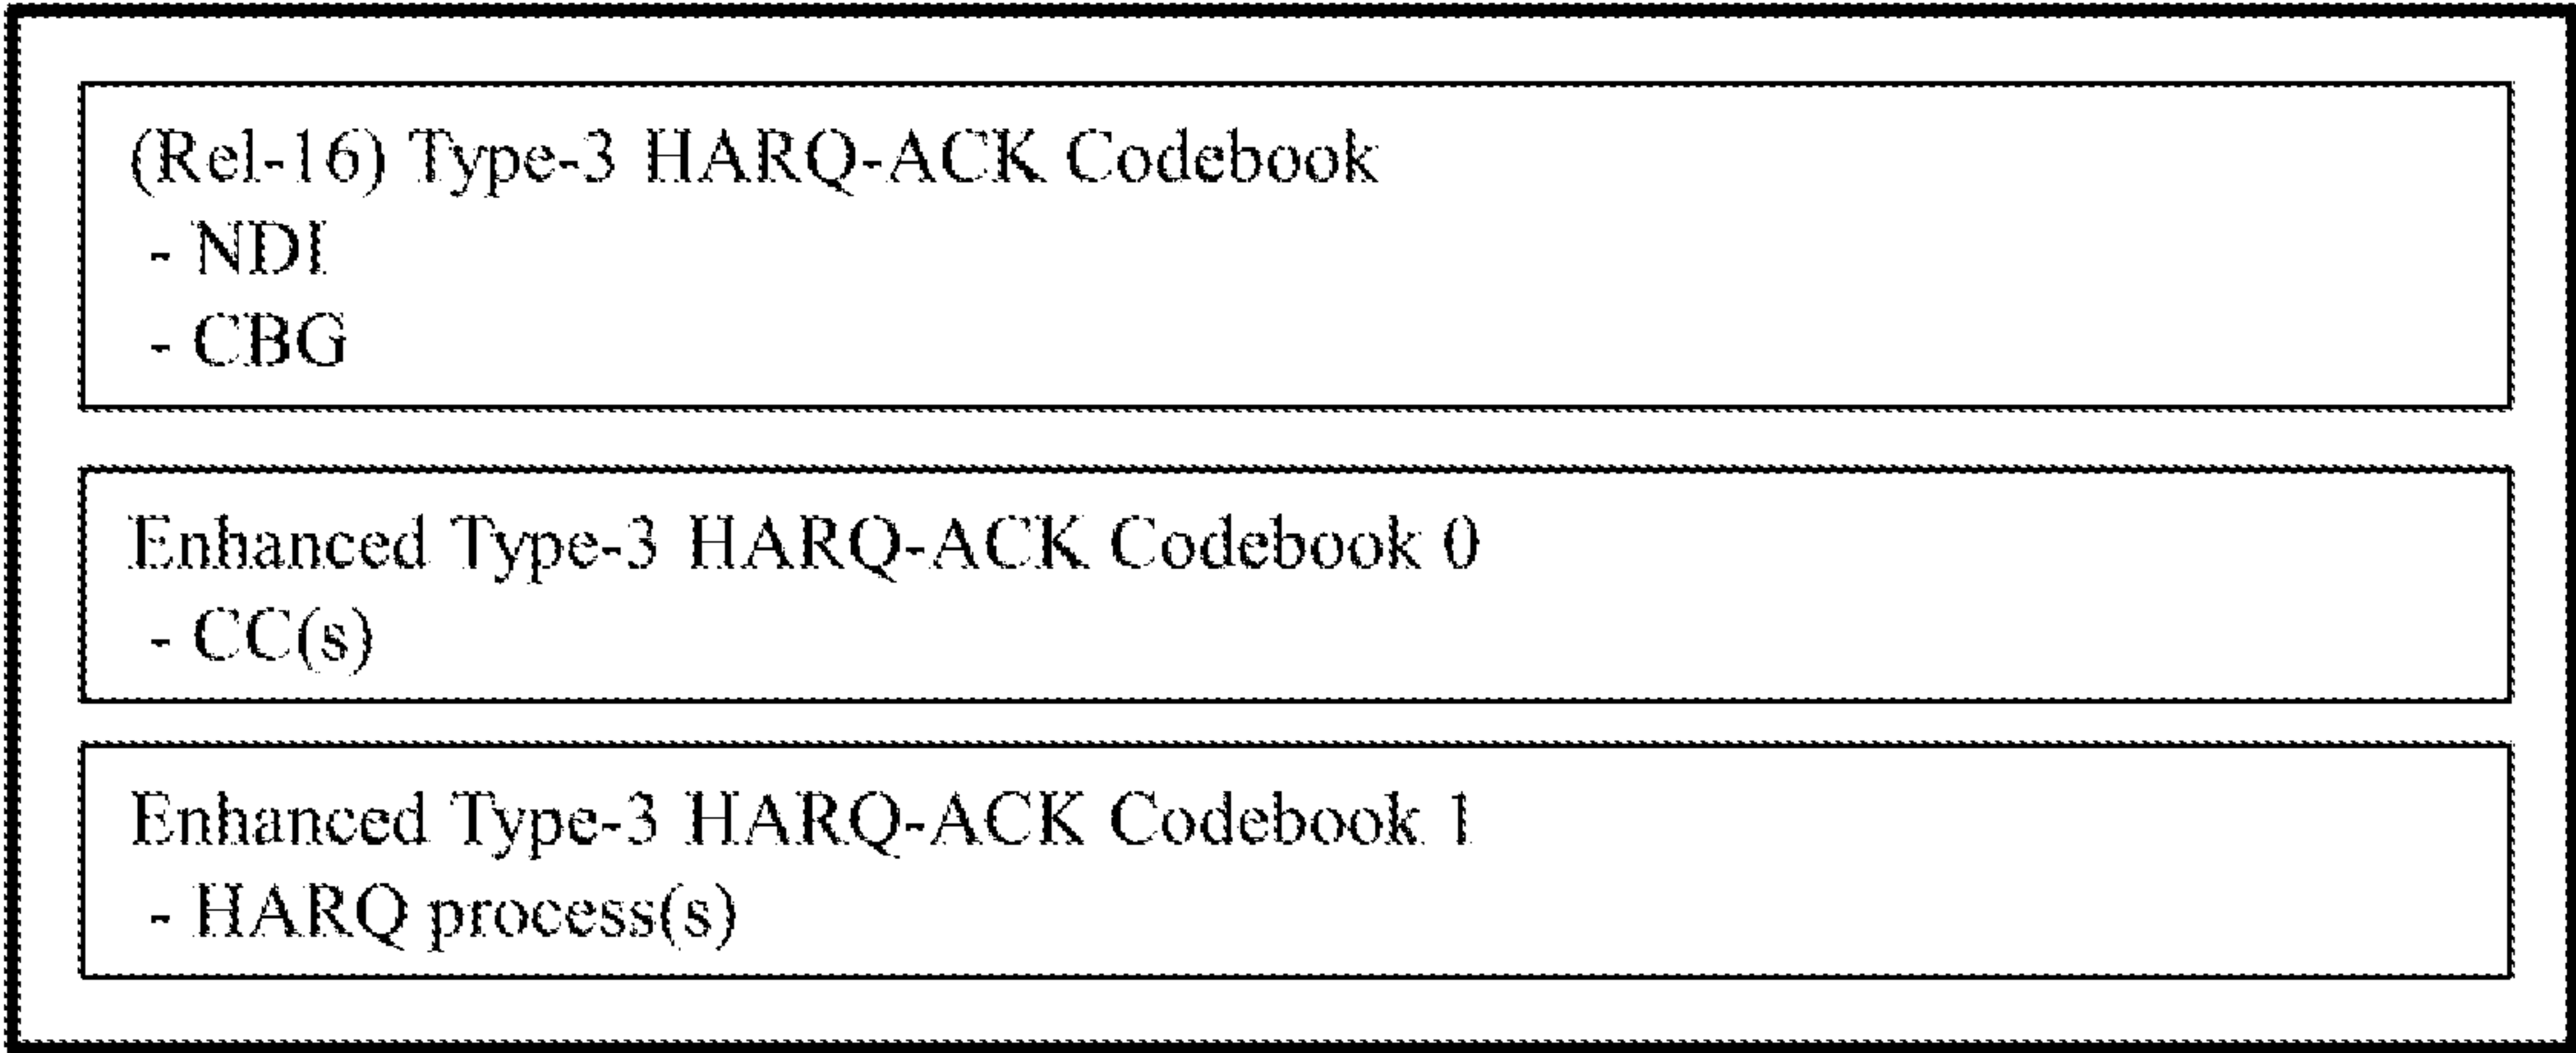 (Rel-16) Type-3 HARQ-ACK Codebook
- NDI
- CBG
Enhanced Type-3 HARQ-ACK Codebook 0
- CC(s)
Enhanced Type-3 HARQ-ACK Codebook 1
- HARQ process(s)